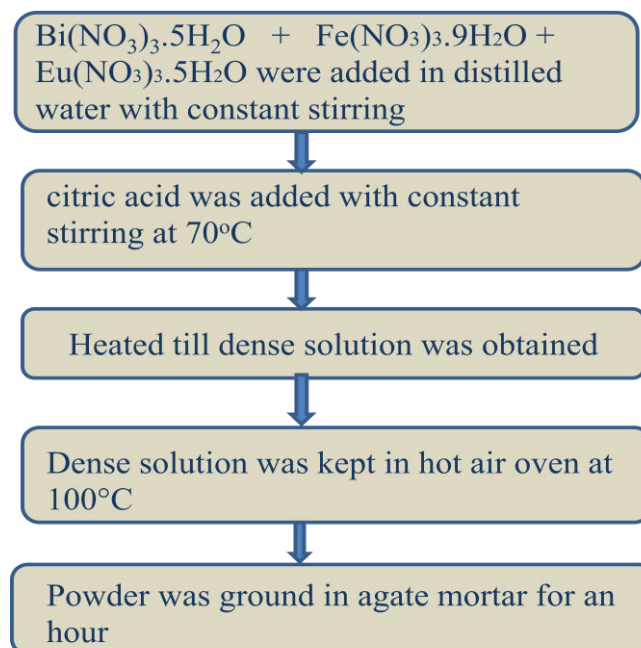 Bi(NO₃)₃.5H₂O + Fe(NO₃)₃.9H₂O +
Eu(NO₃)₃.5H₂O were added in distilled
water with constant stirring
citric acid was added with constant
stirring at 70°C
Heated till dense solution was obtained
Dense solution was kept in hot air oven at
100°C
Powder was ground in agate mortar for an
hour